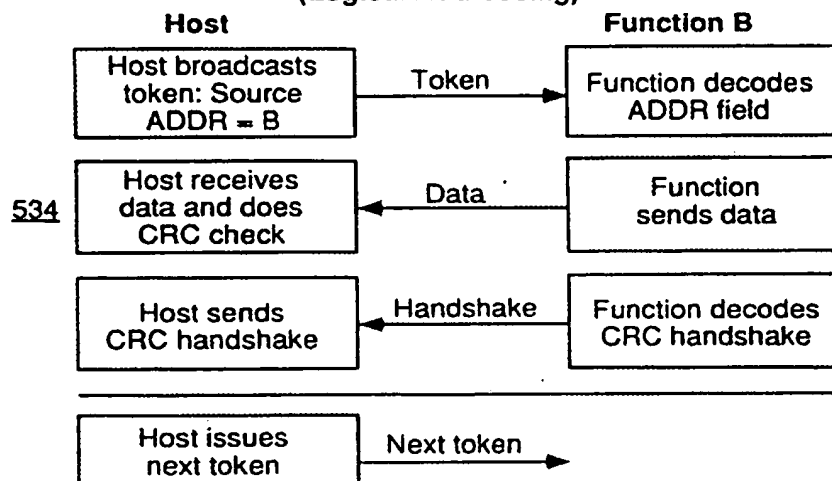 Host
Function B
Host broadcasts
token: Source
ADDR = B
Token
Function decodes
ADDR field
534
Host receives
data and does
CRC check
Data
Function
sends data
Host sends
CRC handshake
Handshake
Function decodes
CRC handshake
Host issues
next token
Next token